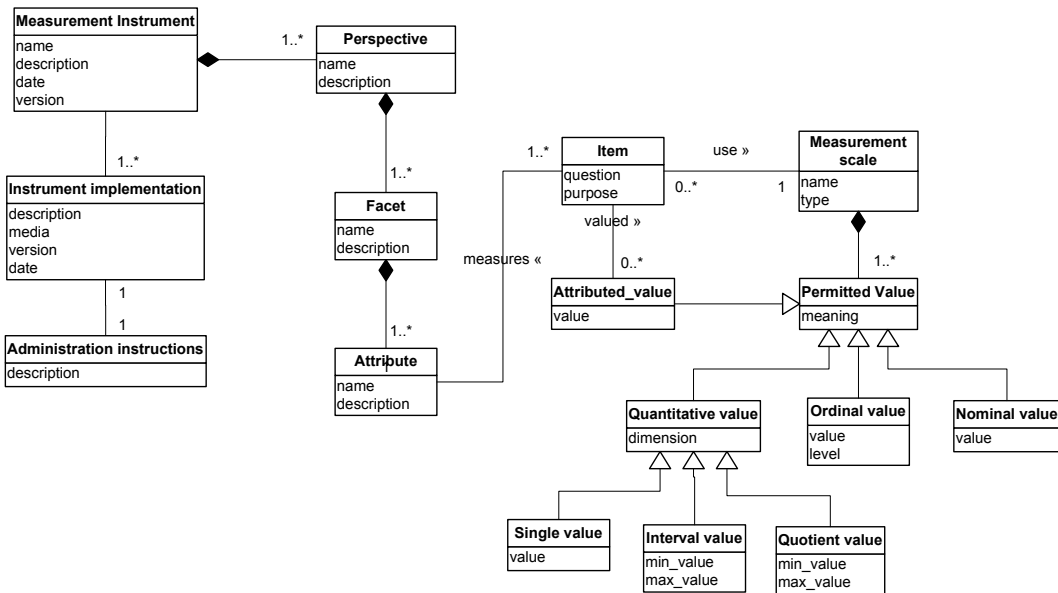 Measurement Instrument
name
description
date
version
1..*
Perspective
name
description
1..*
Instrument implementation
description
media
version
date
1
1
Administration instructions
description
1..*
Facet
name
description
1..*
Attribute
1
name
description
measures «
1..*
Item
question
purpose
use »
0..*
1
Measurement
scale
name
type
valued »
0..*
1..*
Attributed_value
value
Permitted Value
meaning
Quantitative value
dimension
Ordinal value
value
level
Nominal value
value
Single value
value
Interval value
min_value
max_value
Quotient value
min_value
max_value